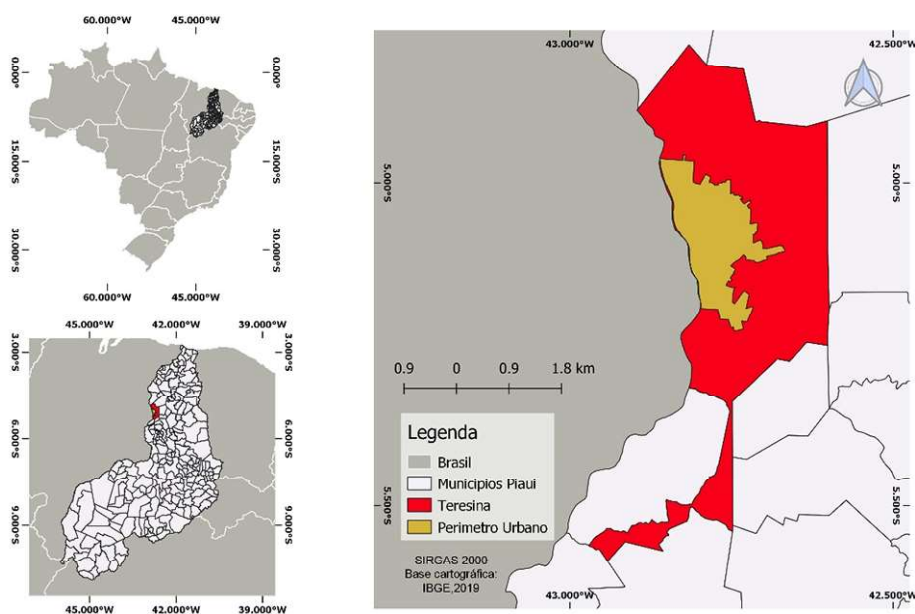 60.000°W 45.000°W
0.000°
0.000°
15.000°S
15.000°S
30.000°S
30.000°S
60.000°W 45.000°W
45.000°W 42.000°W 39.000°W
3.000°S
3.000°S
6.000°S
6.000°S
9.000°S
9.000°S
45.000°W 42.000°W 39.000°W
43.000°W 42.500°W
5.000°S
5.000°S
0.9 0 0.9 1.8 km
Legenda
Brasil
Municipios Piaui
Teresina
Perimetro Urbano
5.500°S
5.500°S
SIRGAS 2000
Base cartográfica:
IBGE,2019
43.000°W 42.500°W